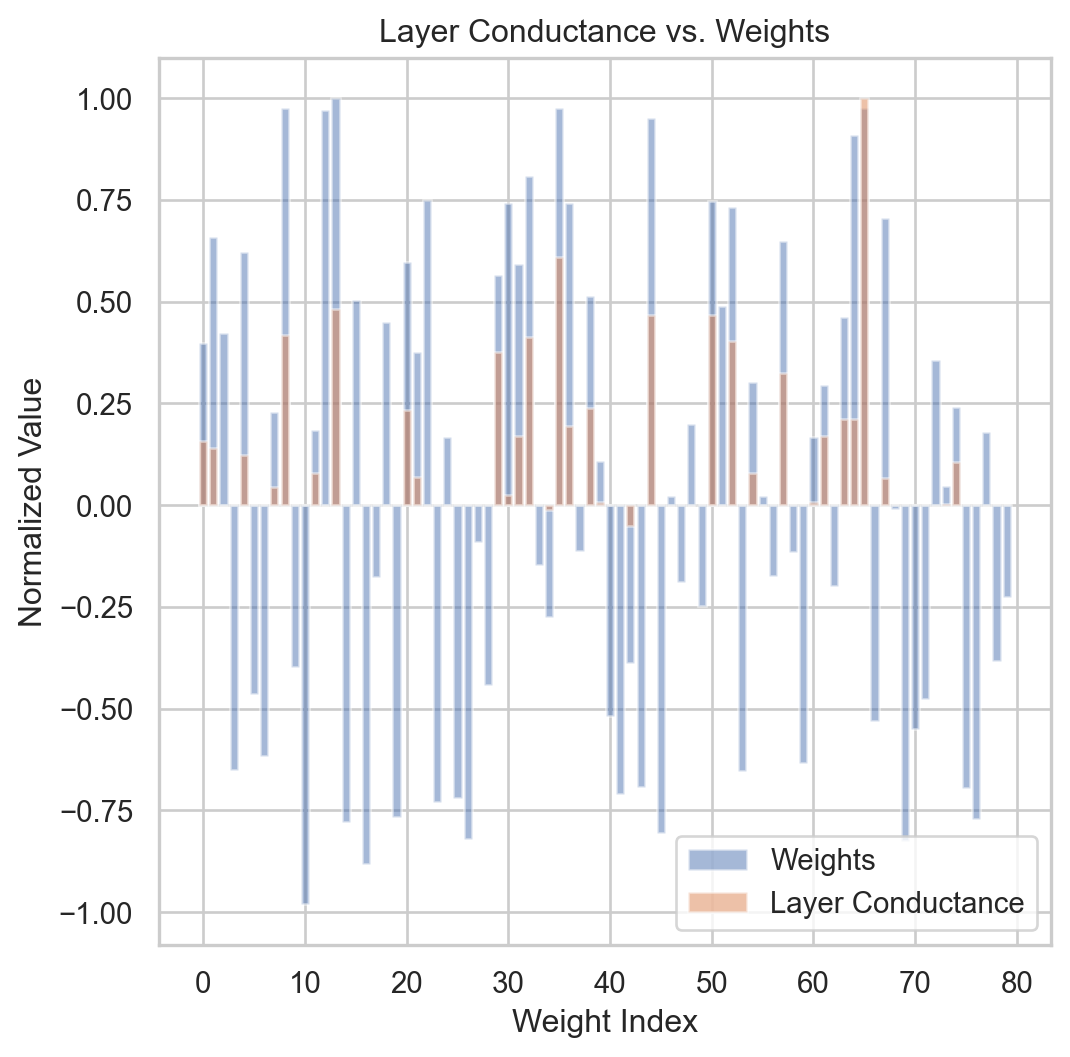 Layer Conductance vs. Weights
1.00
0.75
0.50
0.25
0.00
−0.25
−0.50
−0.75
−1.00
Normalized Value
Weights
Layer Conductance
0 10 20 30 40 50 60 70 80
Weight Index